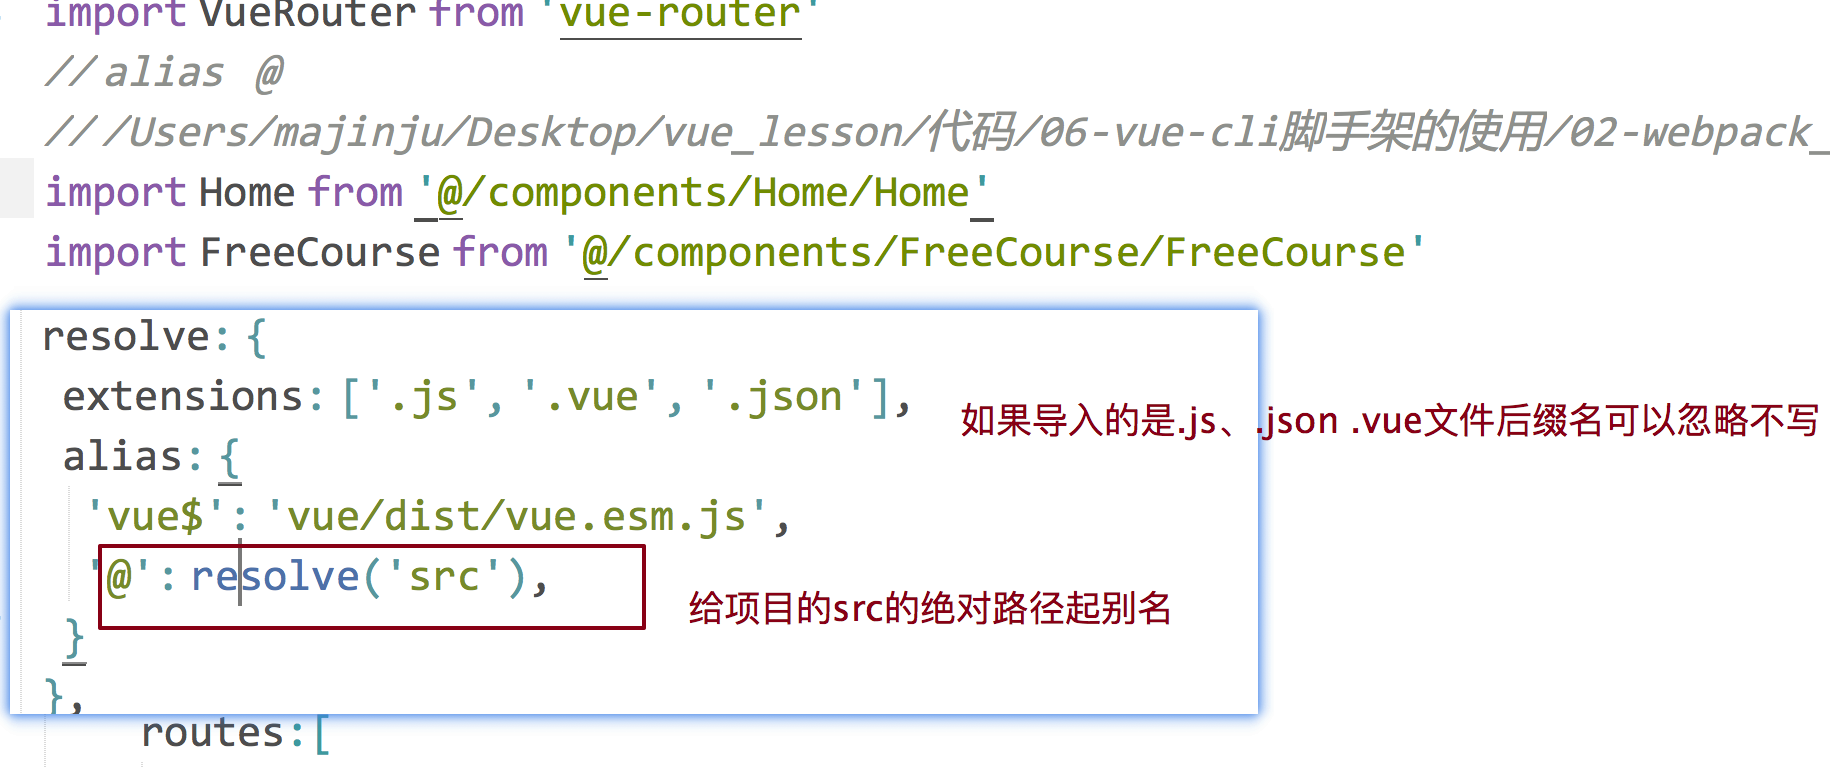 import VueRouter from 'vue-router'
// alias @
// /Users/majinju/Desktop/vue_lesson/代码/06-vue-cli脚手架的使用/02-webpack_
import Home from '@/components/Home/Home'
import FreeCourse from '@/components/FreeCourse/FreeCourse'
resolve: {
extensions: ['.js', '.vue', '.json'],
如果导入的是.js、.json .vue文件后缀名可以忽略不写
alias: {
'vue$': 'vue/dist/vue.esm.js',
'@': resolve('src'),
给项目的src的绝对路径起别名
}
},
routes:[